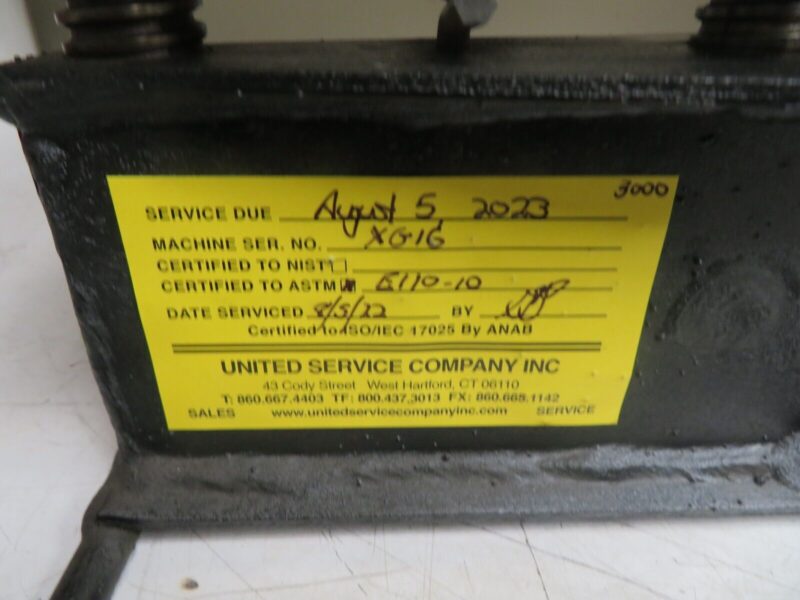 3000
SERVICE DUE August 5, 2023
MACHINE SER. NO. XG16
CERTIFIED TO NIST
CERTIFIED TO ASTM E110-10
DATE SERVICED 8/5/22 BY
Certified to ISO/IEC 17025 By ANAB
UNITED SERVICE COMPANY INC
43 Cody Street West Hartford, CT 06110
T: 860.667.4403 TF: 800.437.3013 FX: 860.665.1142
SALES www.unitedservicecompanyinc.com SERVICE